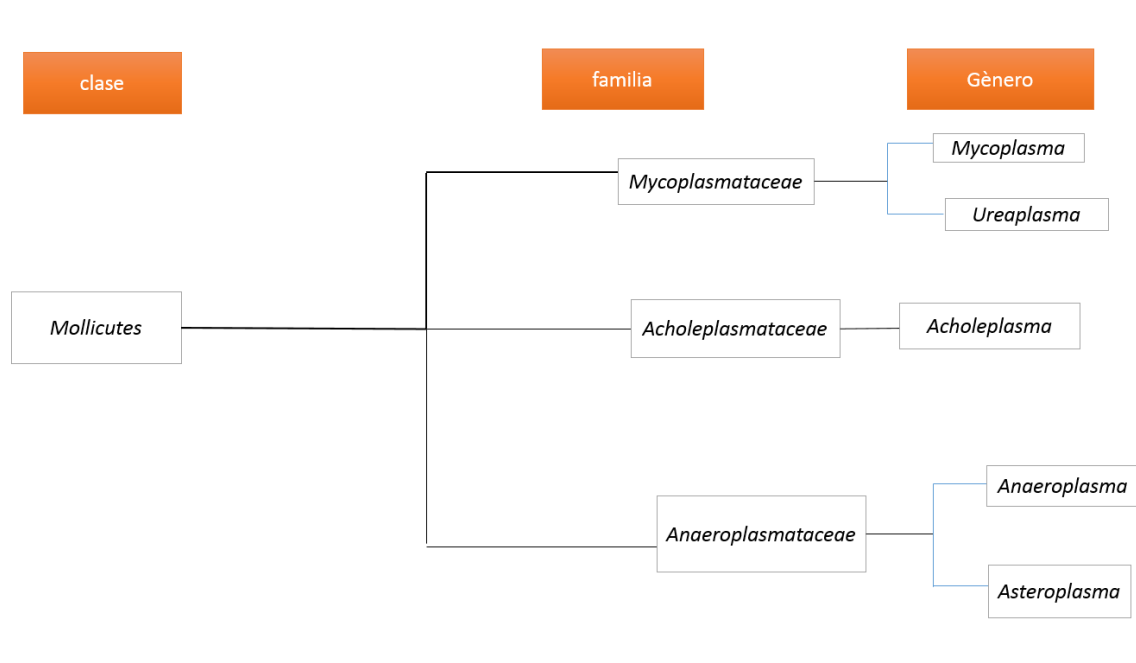 clase
familia
Gènero
Mycoplasma
Mycoplasmataceae
Ureaplasma
Mollicutes
Acholeplasmataceae
Acholeplasma
Anaeroplasma
Anaeroplasmataceae
Asteroplasma